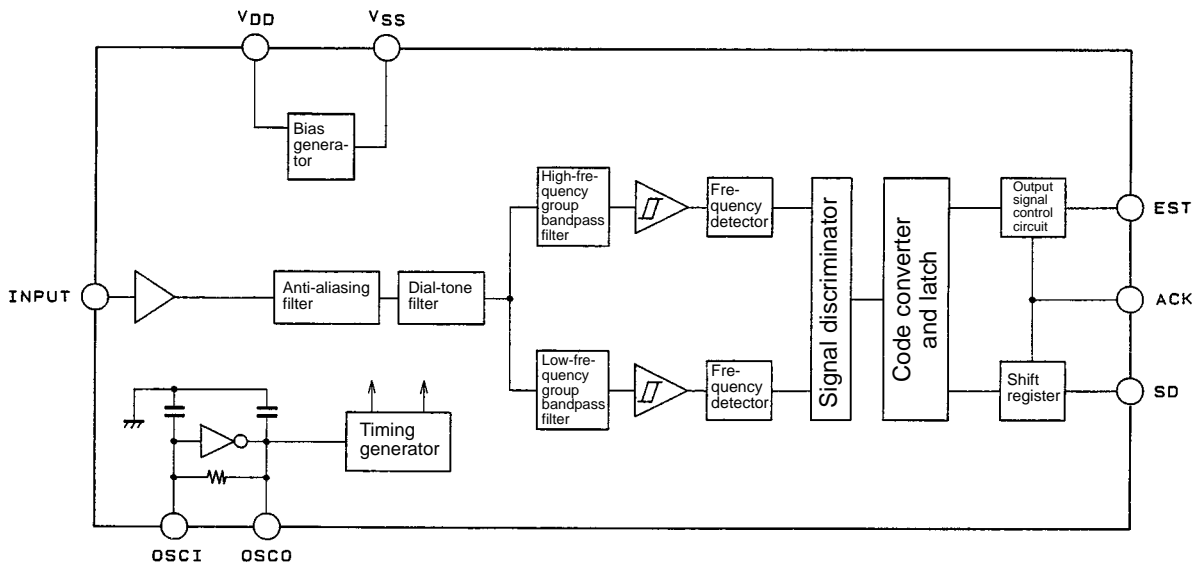 VDD
VSS
Bias
genera-
tor
High-fre-
quency
group
bandpass
filter
Fre-
quency
detector
Signal discriminator
Code converter
and latch
Output
signal
control
circuit
EST
INPUT
Anti-aliasing
filter
Dial-tone
filter
ACK
Low-fre-
quency
group
bandpass
filter
Fre-
quency
detector
Shift
register
SD
Timing
generator
OSCI
OSCO